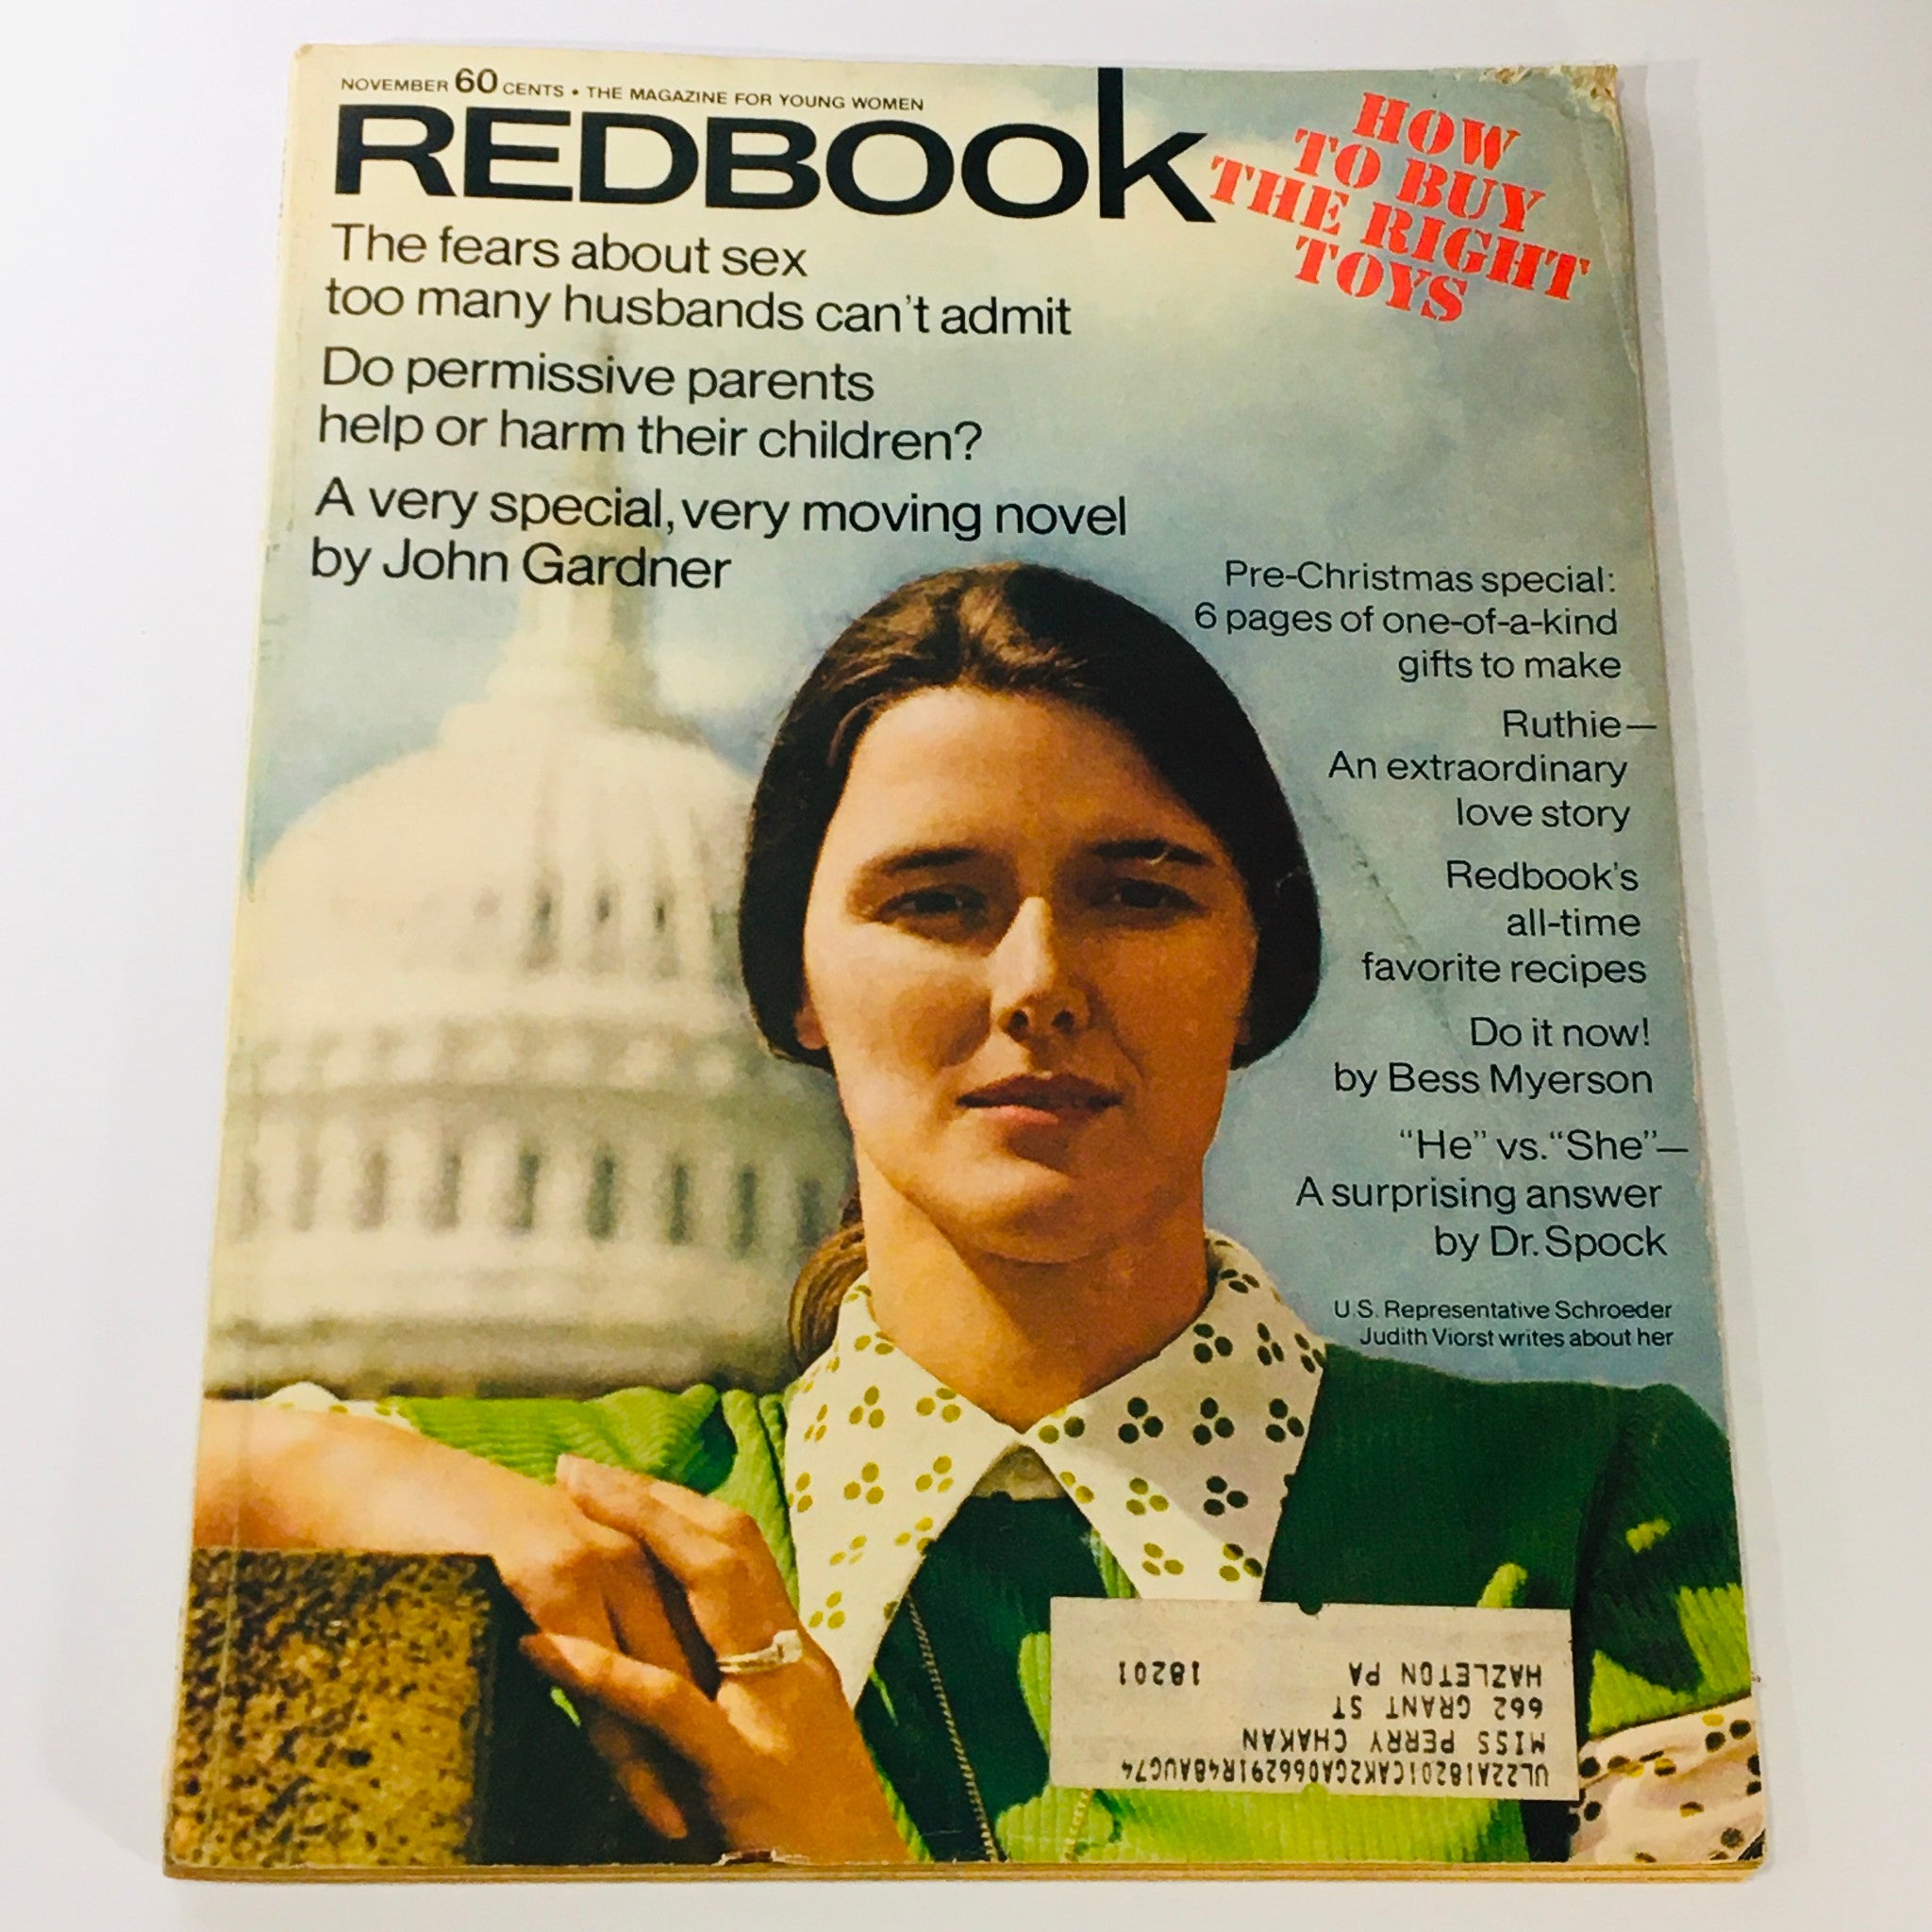 NOVEMBER 60 CENTS • THE MAGAZINE FOR YOUNG WOMEN
REDBOOk
HOW
TO BUY
THE RIGHT
TOYS
The fears about sex
too many husbands can't admit
Do permissive parents
help or harm their children?
A very special, very moving novel
by John Gardner
Pre-Christmas special:
6 pages of one-of-a-kind
gifts to make
Ruthie—
An extraordinary
love story
Redbook's
all-time
favorite recipes
Do it now!
by Bess Myerson
"He" vs. "She"—
A surprising answer
by Dr. Spock
U.S. Representative Schroeder
Judith Viorst writes about her
UL22A18201CAK2GA066291R4BAUG74
MISS PERRY CHAKAN
662 GRANT ST
HAZLETON PA 18201